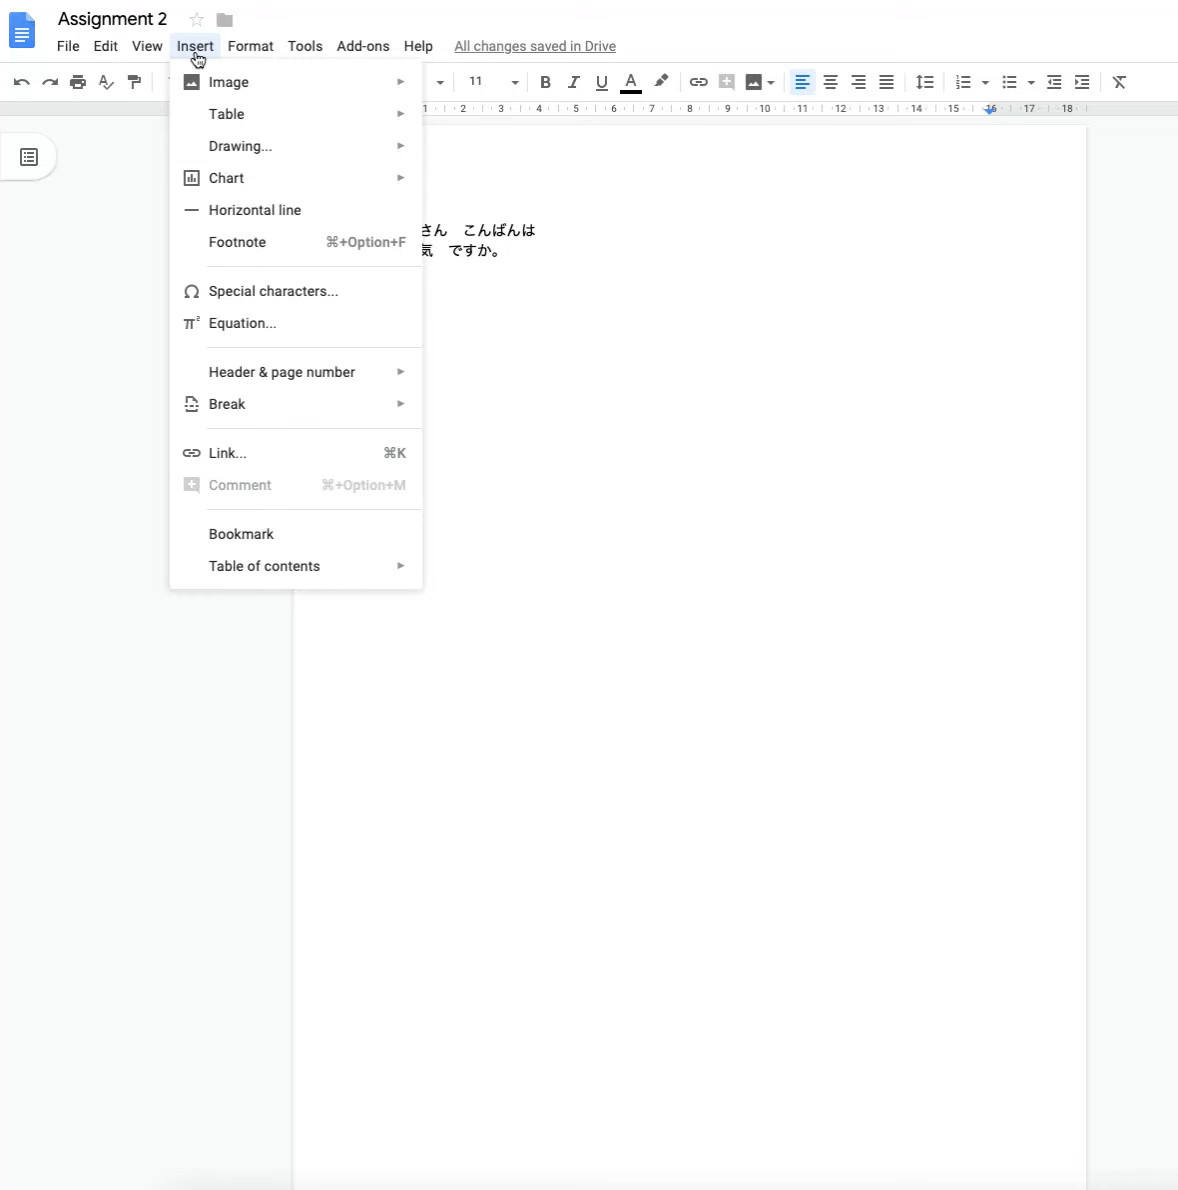 Assignment 2
File Edit View Insert Format Tools Add-ons Help All changes saved in Drive
11 B I U A
1 2 3 4 5 6 7 8 9 10 11 12 13 14 15 16 17 18
Image
Table
Drawing...
Chart
Horizontal line
Footnote ⌘+Option+F
Ω Special characters...
π² Equation...
Header & page number
Break
Link... ⌘K
Comment ⌘+Option+M
Bookmark
Table of contents
さん　こんばんは
気　ですか。